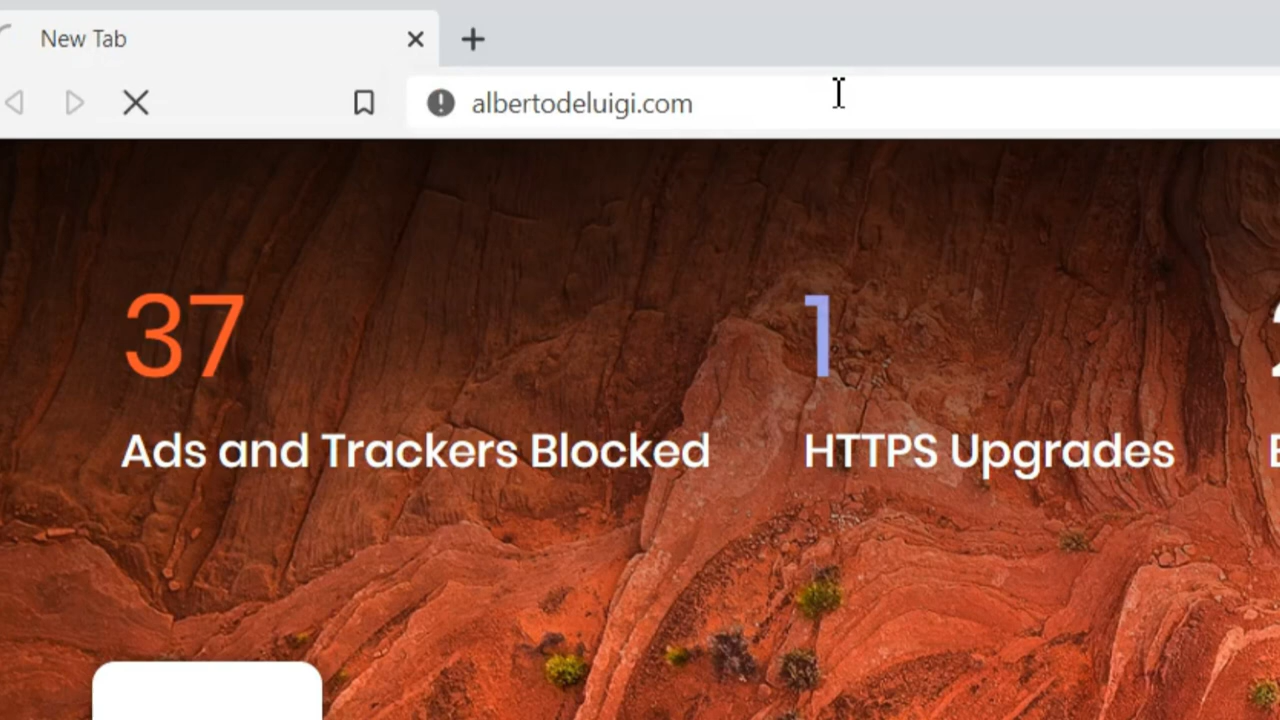 New Tab
albertodeluigi.com
37
1
Ads and Trackers Blocked
HTTPS Upgrades